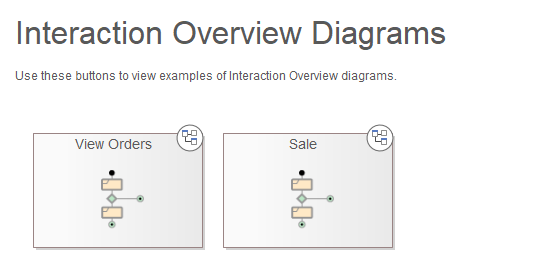 Interaction Overview Diagrams
Use these buttons to view examples of Interaction Overview diagrams.
View Orders
Sale